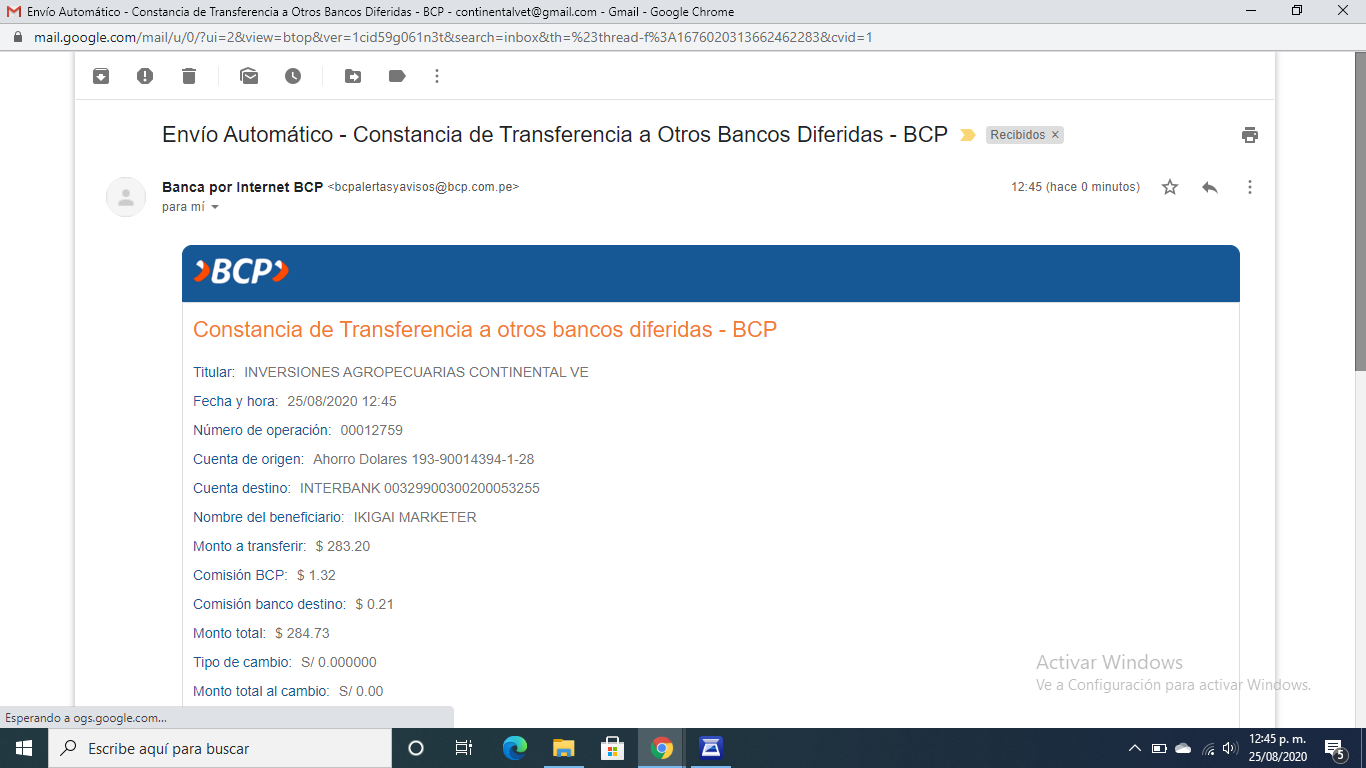 Envío Automático - Constancia de Transferencia a Otros Bancos Diferidas - BCP - continentalvet@gmail.com - Gmail - Google Chrome
mail.google.com/mail/u/0/?ui=2&view=btop&ver=1cid59g061n3t&search=inbox&th=%23thread-f%3A1676020313662462283&cvid=1
Envío Automático - Constancia de Transferencia a Otros Bancos Diferidas - BCP Recibidos ×
Banca por Internet BCP <bcpalertasyavisos@bcp.com.pe> 12:45 (hace 0 minutos)
para mí
BCP
Constancia de Transferencia a otros bancos diferidas - BCP
Titular: INVERSIONES AGROPECUARIAS CONTINENTAL VE
Fecha y hora: 25/08/2020 12:45
Número de operación: 00012759
Cuenta de origen: Ahorro Dolares 193-90014394-1-28
Cuenta destino: INTERBANK 00329900300200053255
Nombre del beneficiario: IKIGAI MARKETER
Monto a transferir: $ 283.20
Comisión BCP: $ 1.32
Comisión banco destino: $ 0.21
Monto total: $ 284.73
Tipo de cambio: S/ 0.000000
Monto total al cambio: S/ 0.00
Activar Windows
Ve a Configuración para activar Windows.
Esperando a ogs.google.com...
Escribe aquí para buscar
12:45 p. m.
25/08/2020
5